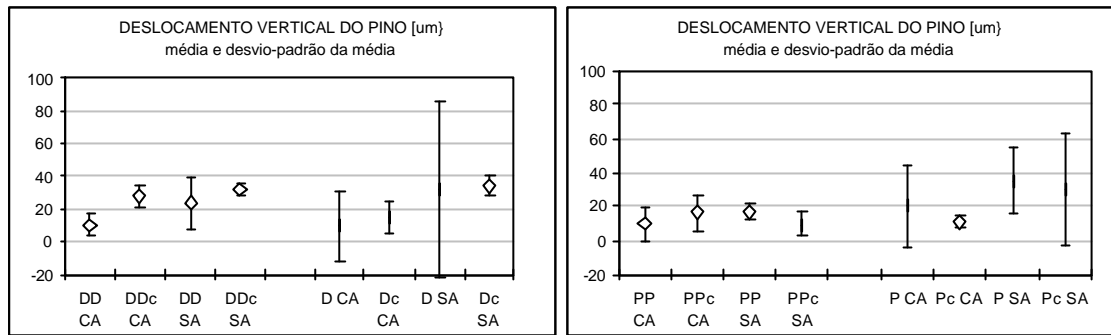 DESLOCAMENTO VERTICAL DO PINO [um}
média e desvio-padrão da média
100
80
60
40
20
0
-20
DD CA
DDc CA
DD SA
DDc SA
D CA
Dc CA
D SA
Dc SA
DESLOCAMENTO VERTICAL DO PINO [um}
média e desvio-padrão da média
100
80
60
40
20
0
-20
PP CA
PPc CA
PP SA
PPc SA
P CA
Pc CA
P SA
Pc SA